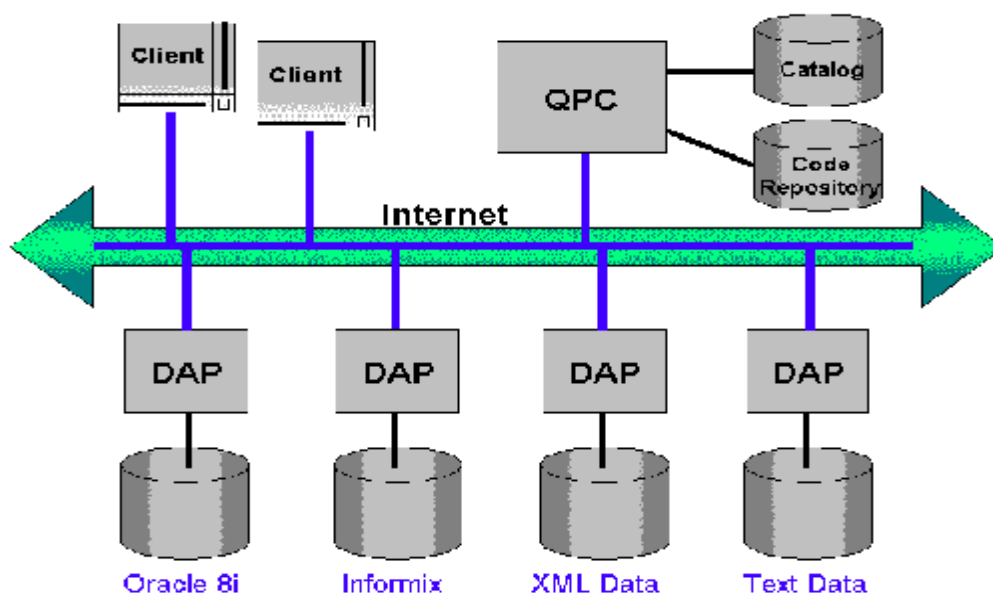 Client
Client
QPC
Catalog
Code
Repository
Internet
DAP
DAP
DAP
DAP
Oracle 8i
Informix
XML Data
Text Data